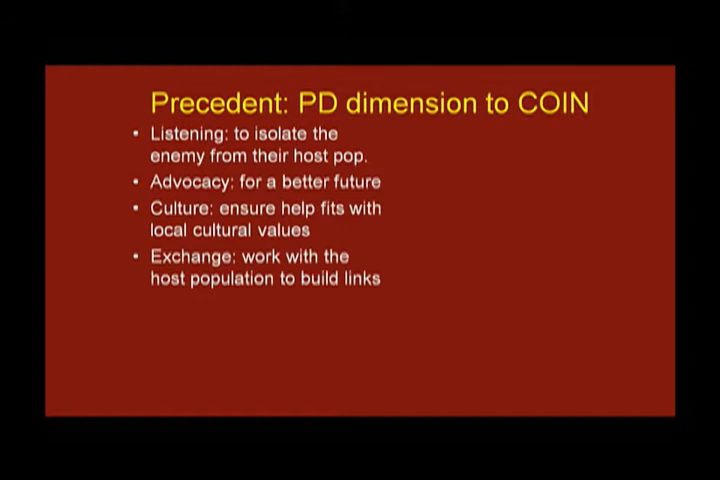 Precedent: PD dimension to COIN
• Listening: to isolate the
enemy from their host pop.
• Advocacy: for a better future
• Culture: ensure help fits with
local cultural values
• Exchange: work with the
host population to build links